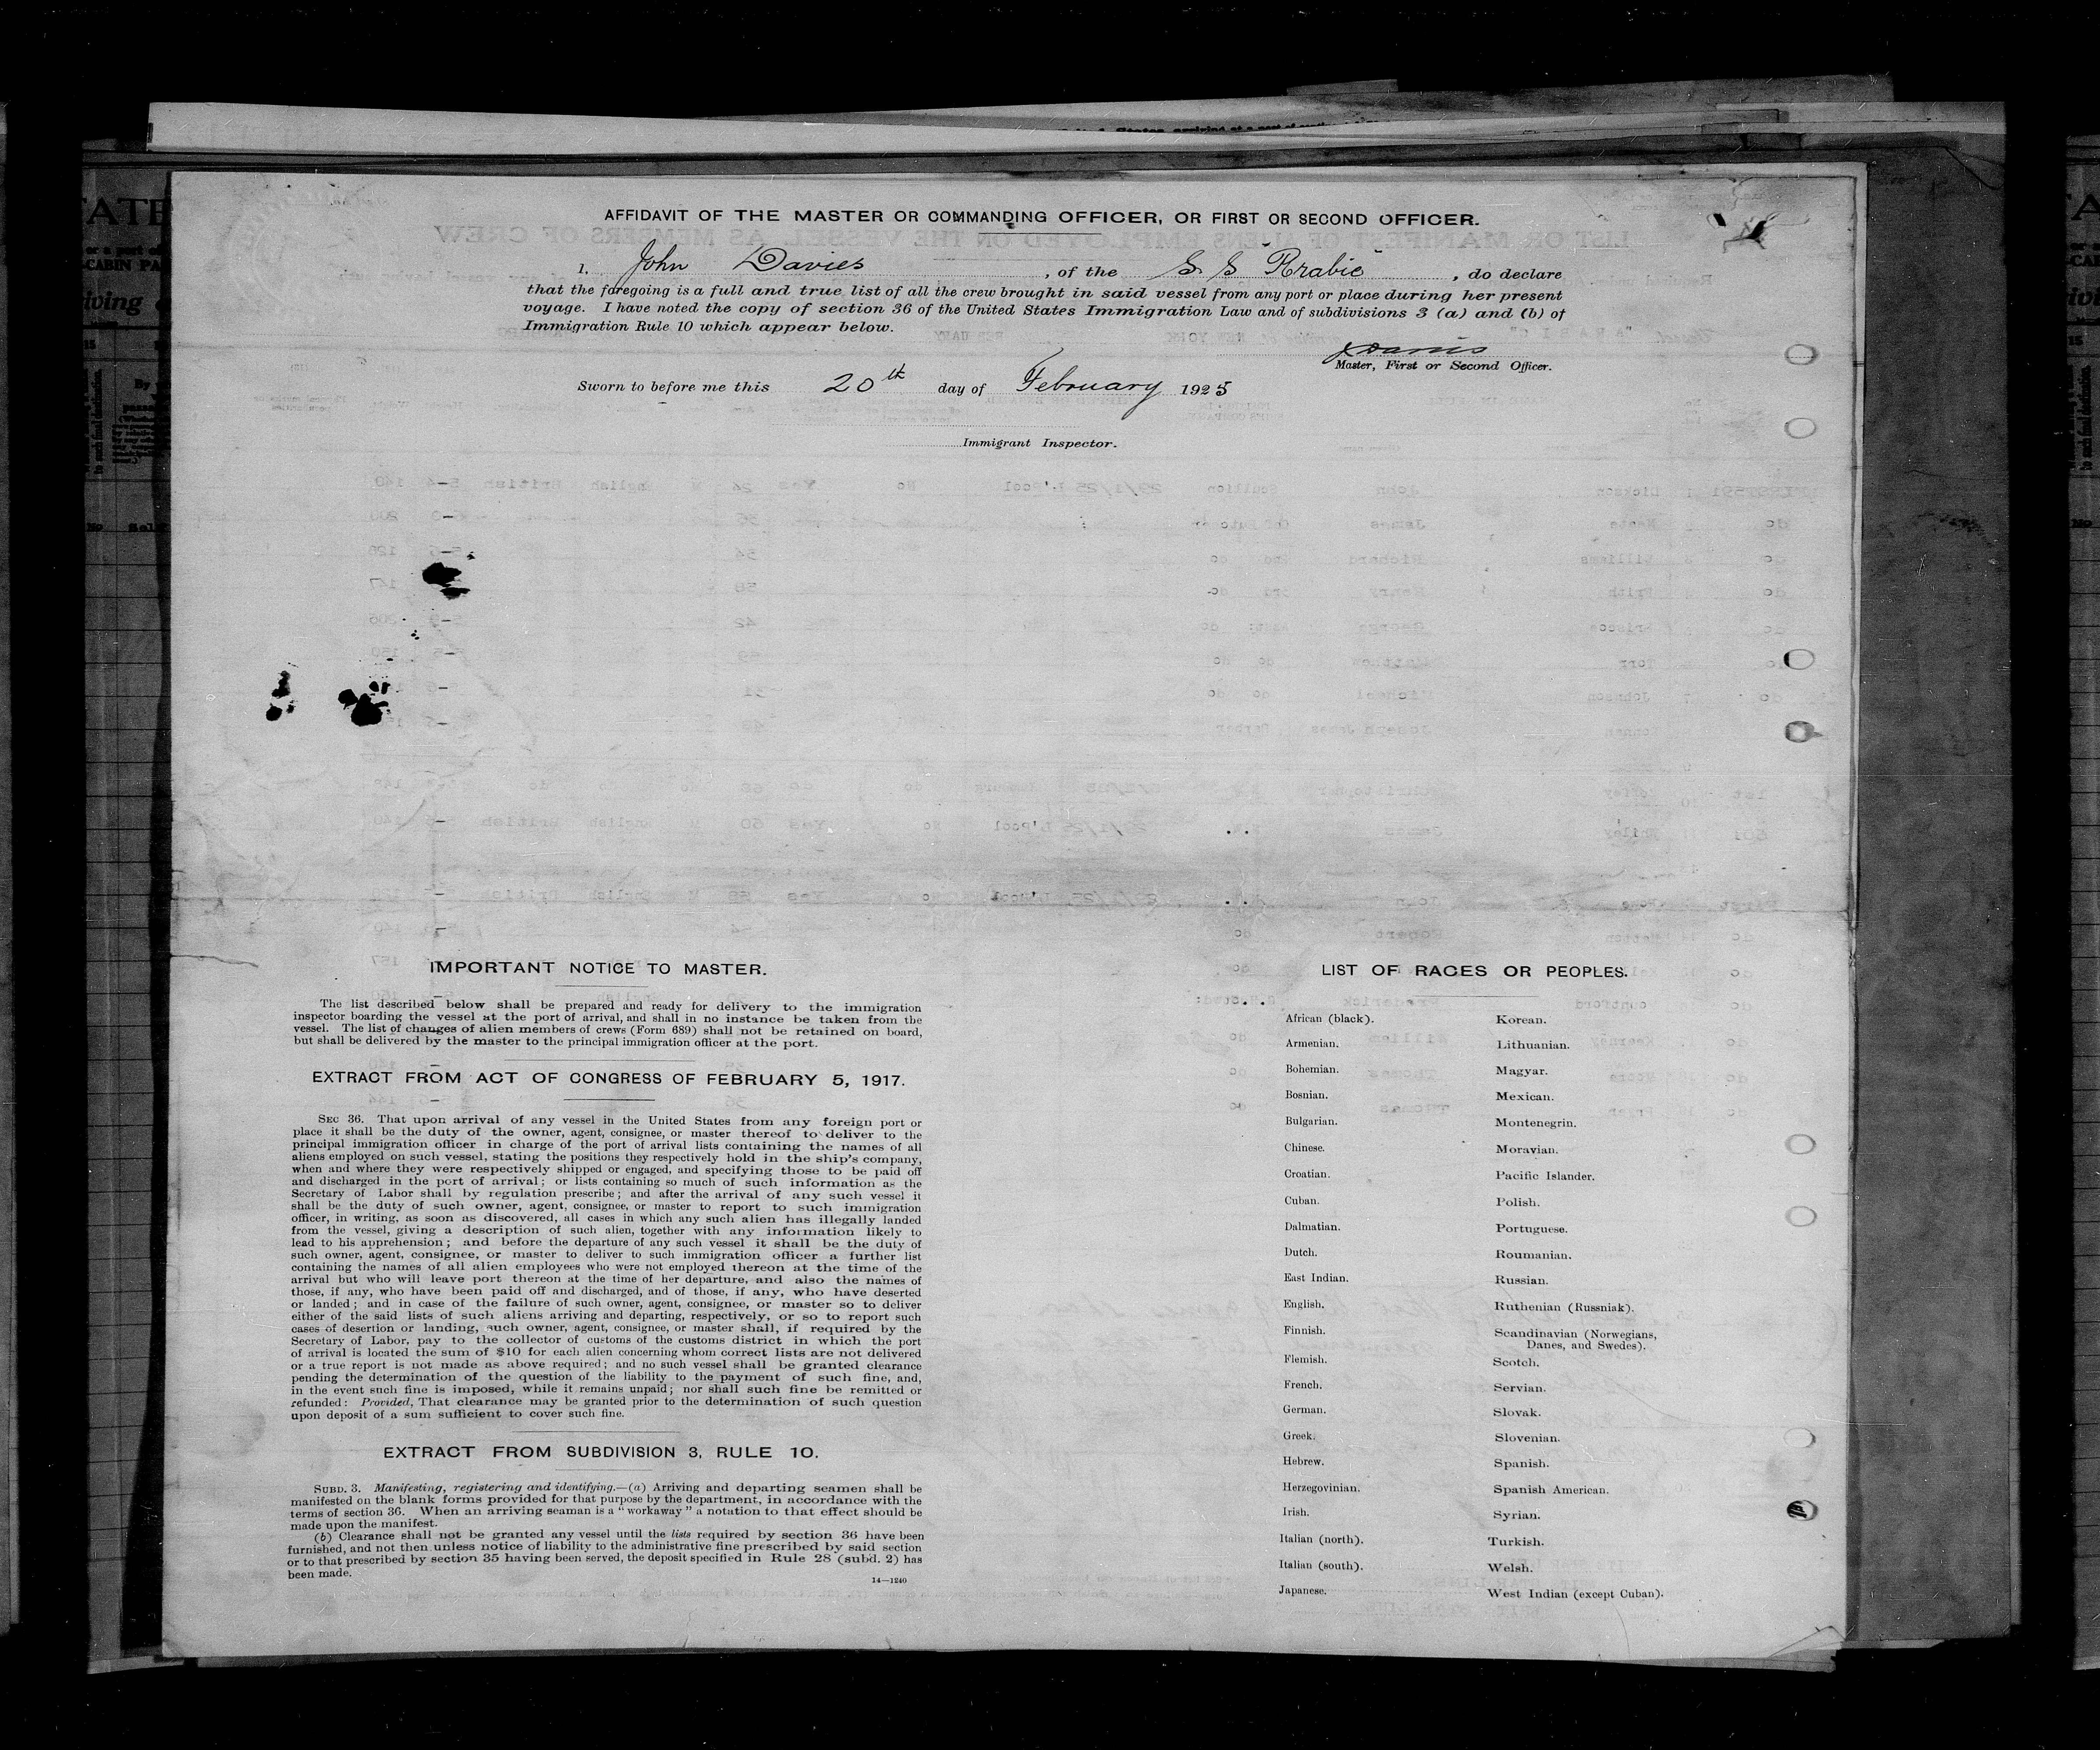 AFFIDAVIT OF THE MASTER OR COMMANDING OFFICER, OR FIRST OR SECOND OFFICER.
I, John Davies, of the S. S "Arabic", do declare
that the foregoing is a full and true list of all the crew brought in said vessel from any port or place during her present
voyage. I have noted the copy of section 36 of the United States Immigration Law and of subdivisions 3 (a) and (b) of
Immigration Rule 10 which appear below.
Master, First or Second Officer.
Sworn to before me this 20th day of February 1925
Immigrant Inspector.
IMPORTANT NOTICE TO MASTER.
The list described below shall be prepared and ready for delivery to the immigration
inspector boarding the vessel at the port of arrival, and shall in no instance be taken from the
vessel. The list of changes of alien members of crews (Form 689) shall not be retained on board,
but shall be delivered by the master to the principal immigration officer at the port.
EXTRACT FROM ACT OF CONGRESS OF FEBRUARY 5, 1917.
SEC 36. That upon arrival of any vessel in the United States from any foreign port or
place it shall be the duty of the owner, agent, consignee, or master thereof to deliver to the
principal immigration officer in charge of the port of arrival lists containing the names of all
aliens employed on such vessel, stating the positions they respectively hold in the ship's company,
when and where they were respectively shipped or engaged, and specifying those to be paid off
and discharged in the port of arrival; or lists containing so much of such information as the
Secretary of Labor shall by regulation prescribe; and after the arrival of any such vessel it
shall be the duty of such owner, agent, consignee, or master to report to such immigration
officer, in writing, as soon as discovered, all cases in which any such alien has illegally landed
from the vessel, giving a description of such alien, together with any information likely to
lead to his apprehension; and before the departure of any such vessel it shall be the duty of
such owner, agent, consignee, or master to deliver to such immigration officer a further list
containing the names of all alien employees who were not employed thereon at the time of the
arrival but who will leave port thereon at the time of her departure, and also the names of
those, if any, who have been paid off and discharged, and of those, if any, who have deserted
or landed; and in case of the failure of such owner, agent, consignee, or master so to deliver
either of the said lists of such aliens arriving and departing, respectively, or so to report such
cases of desertion or landing, such owner, agent, consignee, or master shall, if required by the
Secretary of Labor, pay to the collector of customs of the customs district in which the port
of arrival is located the sum of $10 for each alien concerning whom correct lists are not delivered
or a true report is not made as above required; and no such vessel shall be granted clearance
pending the determination of the question of the liability to the payment of such fine, and,
in the event such fine is imposed, while it remains unpaid; nor shall such fine be remitted or
refunded: Provided, That clearance may be granted prior to the determination of such question
upon deposit of a sum sufficient to cover such fine.
EXTRACT FROM SUBDIVISION 3, RULE 10.
SUBD. 3. Manifesting, registering and identifying.—(a) Arriving and departing seamen shall be
manifested on the blank forms provided for that purpose by the department, in accordance with the
terms of section 36. When an arriving seaman is a "workaway" a notation to that effect should be
made upon the manifest.
(b) Clearance shall not be granted any vessel until the lists required by section 36 have been
furnished, and not then unless notice of liability to the administrative fine prescribed by said section
or to that prescribed by section 35 having been served, the deposit specified in Rule 28 (subd. 2) has
been made.
14—1240
LIST OF RACES OR PEOPLES.
African (black).
Armenian.
Bohemian.
Bosnian.
Bulgarian.
Chinese.
Croatian.
Cuban.
Dalmatian.
Dutch.
East Indian.
English.
Finnish.
Flemish.
French.
German.
Greek.
Hebrew.
Herzegovinian.
Irish.
Italian (north).
Italian (south).
Japanese.
Korean.
Lithuanian.
Magyar.
Mexican.
Montenegrin.
Moravian.
Pacific Islander.
Polish.
Portuguese.
Roumanian.
Russian.
Ruthenian (Russniak).
Scandinavian (Norwegians,
Danes, and Swedes).
Scotch.
Servian.
Slovak.
Slovenian.
Spanish.
Spanish American.
Syrian.
Turkish.
Welsh.
West Indian (except Cuban).